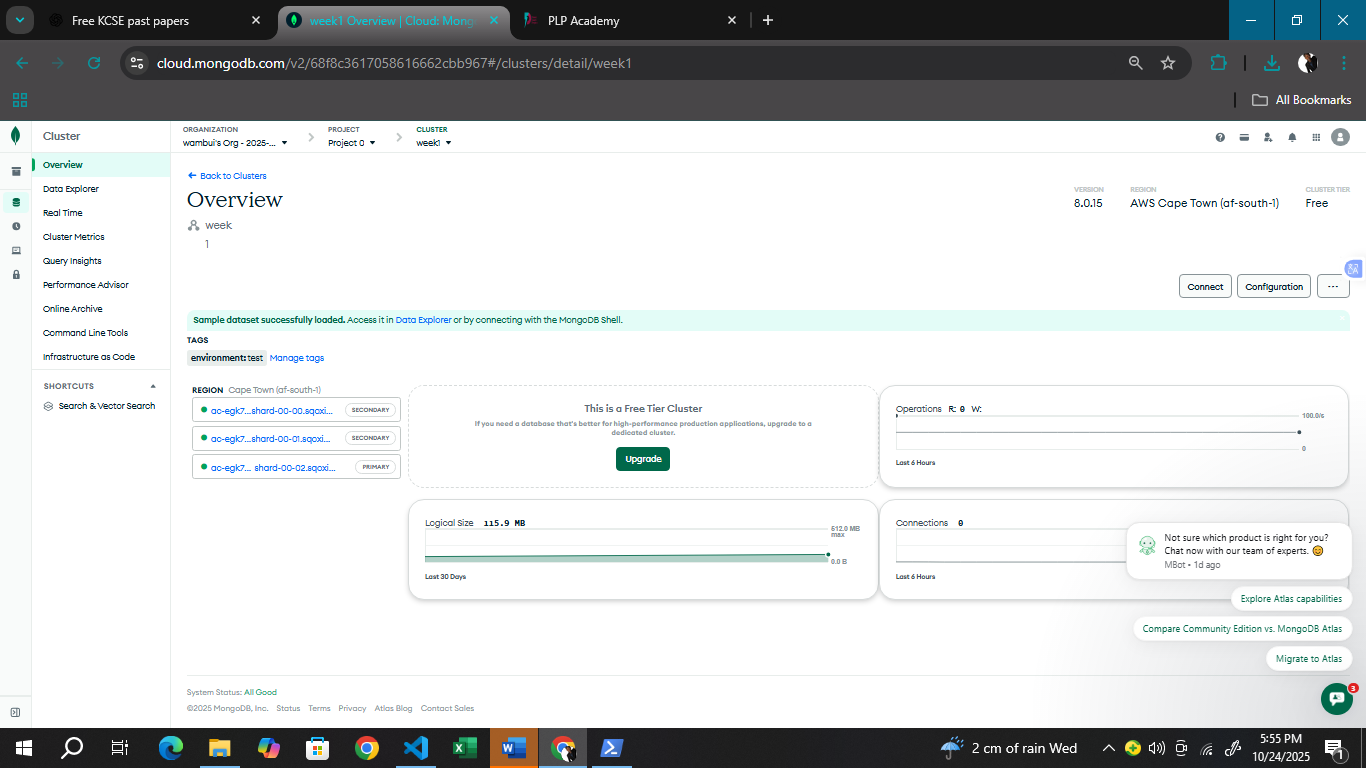 Free KCSE past papers
week1 Overview | Cloud: Mong
PLP Academy
cloud.mongodb.com/v2/68f8c3617058616662cbb967#/clusters/detail/week1
All Bookmarks
Cluster
ORGANIZATION
wambui's Org - 2025-...
PROJECT
Project 0
CLUSTER
week1
Overview
Data Explorer
Real Time
Cluster Metrics
Query Insights
Performance Advisor
Online Archive
Command Line Tools
Infrastructure as Code
SHORTCUTS
Search & Vector Search
Back to Clusters
Overview
week
1
VERSION
8.0.15
REGION
AWS Cape Town (af-south-1)
CLUSTER TIER
Free
Connect
Configuration
...
Sample dataset successfully loaded. Access it in Data Explorer or by connecting with the MongoDB Shell.
TAGS
environment: test Manage tags
REGION Cape Town (af-south-1)
ac-egk7...shard-00-00.sqoxi... SECONDARY
ac-egk7...shard-00-01.sqoxi... SECONDARY
ac-egk7... shard-00-02.sqoxi... PRIMARY
This is a Free Tier Cluster
If you need a database that's better for high-performance production applications, upgrade to a
dedicated cluster.
Upgrade
Operations R: 0 W:
100.0/s
0
Last 6 Hours
Logical Size 115.9 MB
512.0 MB
max
0.0 B
Last 30 Days
Connections 0
Last 6 Hours
Not sure which product is right for you?
Chat now with our team of experts. 😊
MBot • 1d ago
Explore Atlas capabilities
Compare Community Edition vs. MongoDB Atlas
Migrate to Atlas
3
System Status: All Good
©2025 MongoDB, Inc. Status Terms Privacy Atlas Blog Contact Sales
2 cm of rain Wed
5:55 PM
10/24/2025
1